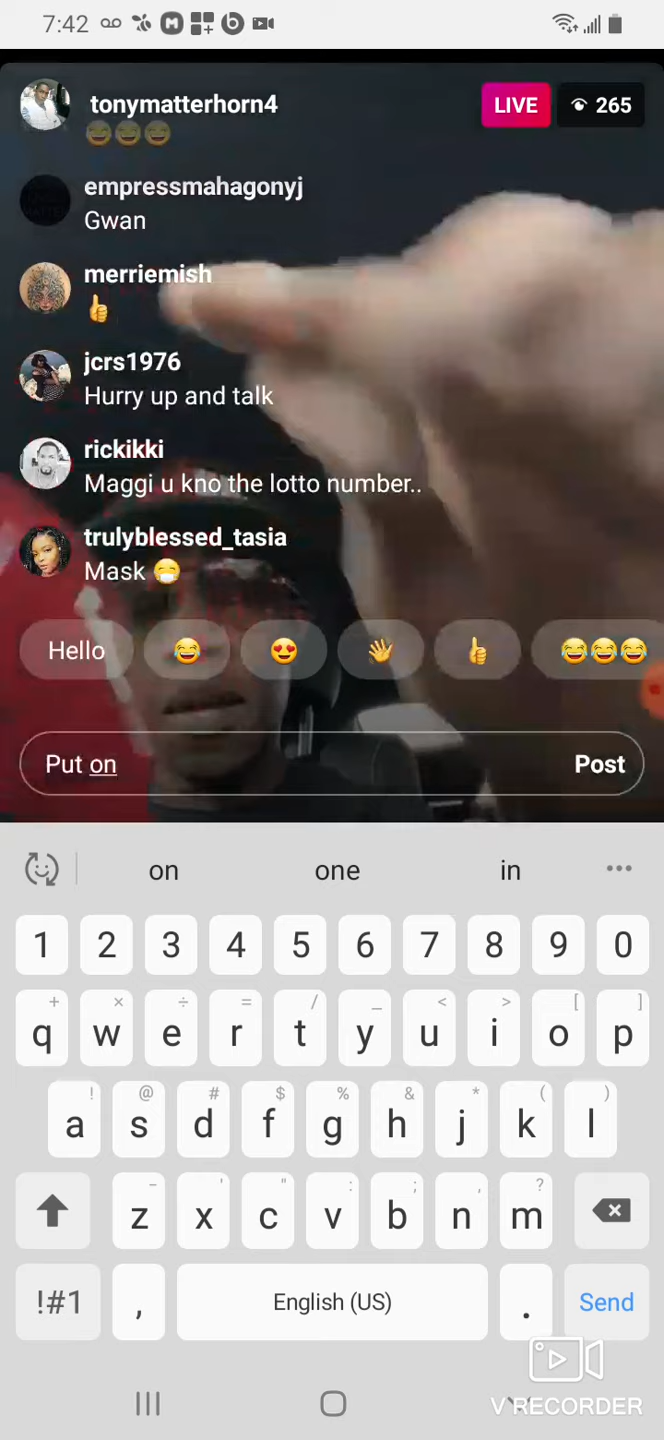 7:42
tonymatterhorn4
LIVE
265
😂😂😂
empressmahagonyj
Gwan
merriemish
👍
jcrs1976
Hurry up and talk
rickikki
Maggi u kno the lotto number..
trulyblessed_tasia
Mask 😷
Hello 😂 😍 👋 👍 😂😂😂
Put on
Post
on one in
1 2 3 4 5 6 7 8 9 0
+ × ÷ = / _ < > [ ]
q w e r t y u i o p
! @ # $ % & * ( )
a s d f g h j k l
- ' " : ; , ?
z x c v b n m
!#1 , English (US) . Send
V RECORDER